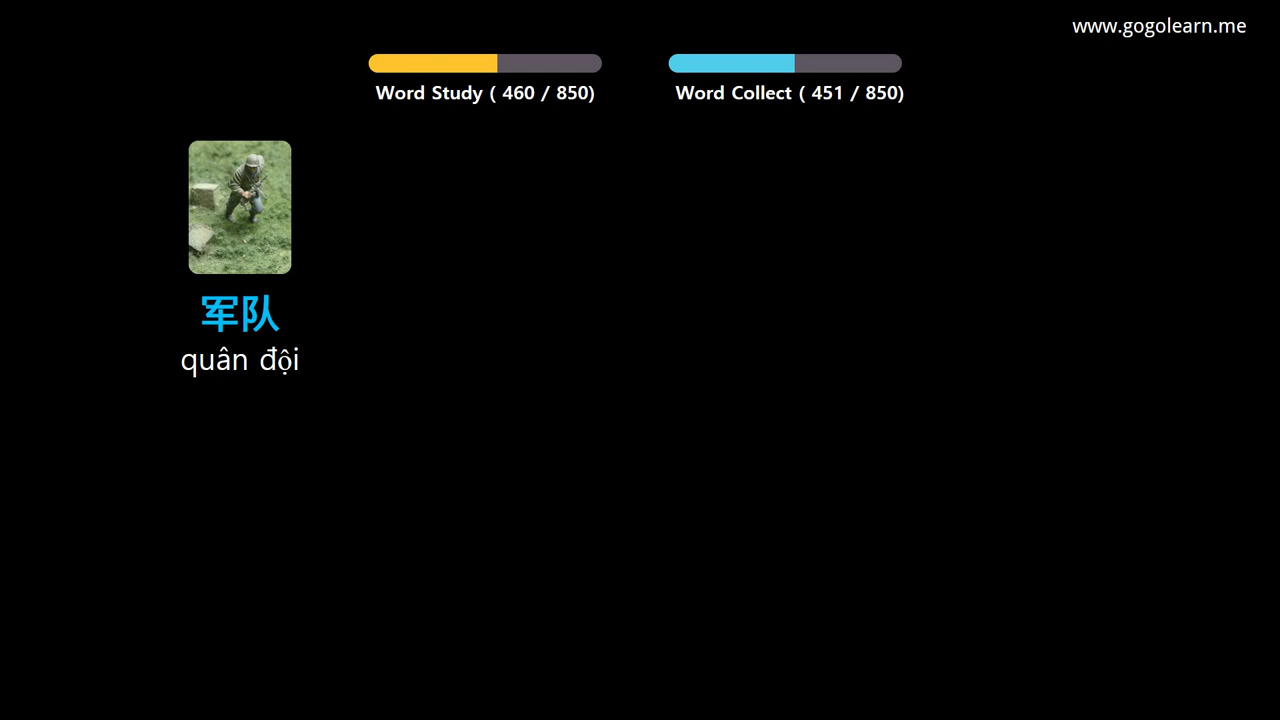 www.gogolearn.me
Word Study ( 460 / 850)
Word Collect ( 451 / 850)
军队
quân đội